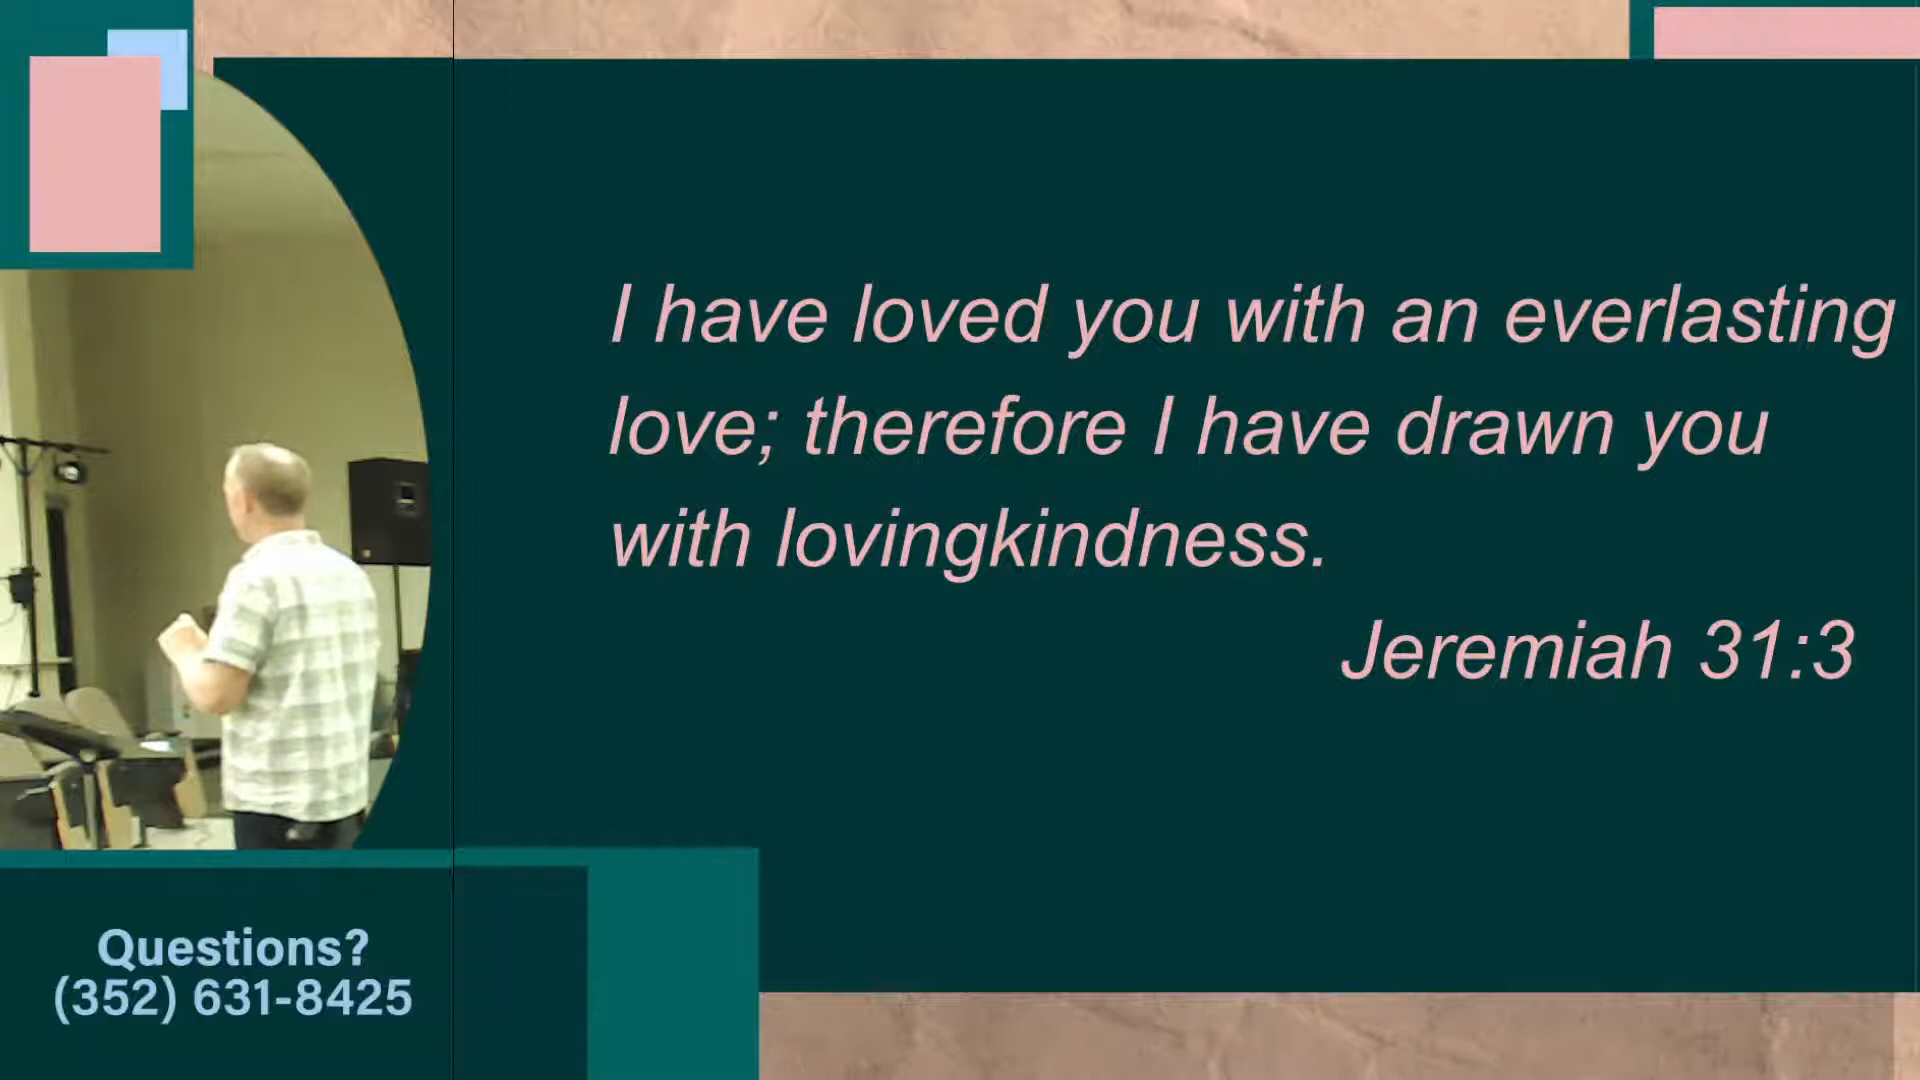 I have loved you with an everlasting
love; therefore I have drawn you
with lovingkindness.
Jeremiah 31:3
Questions?
(352) 631-8425